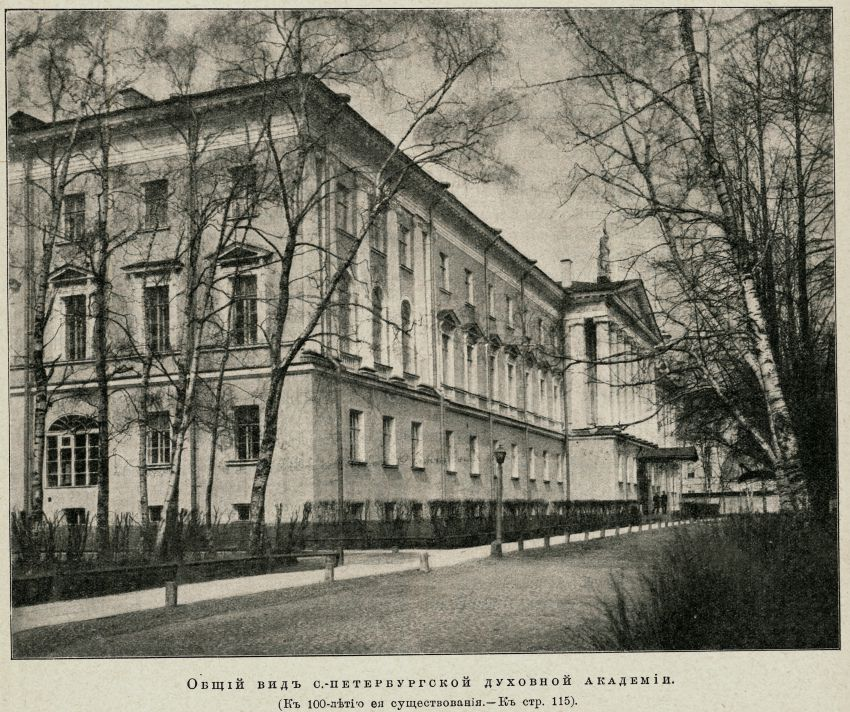 Общій видъ С.-Петербургской духовной академіи.
(Къ 100-лѣтію ея существованія.—Къ стр. 115).